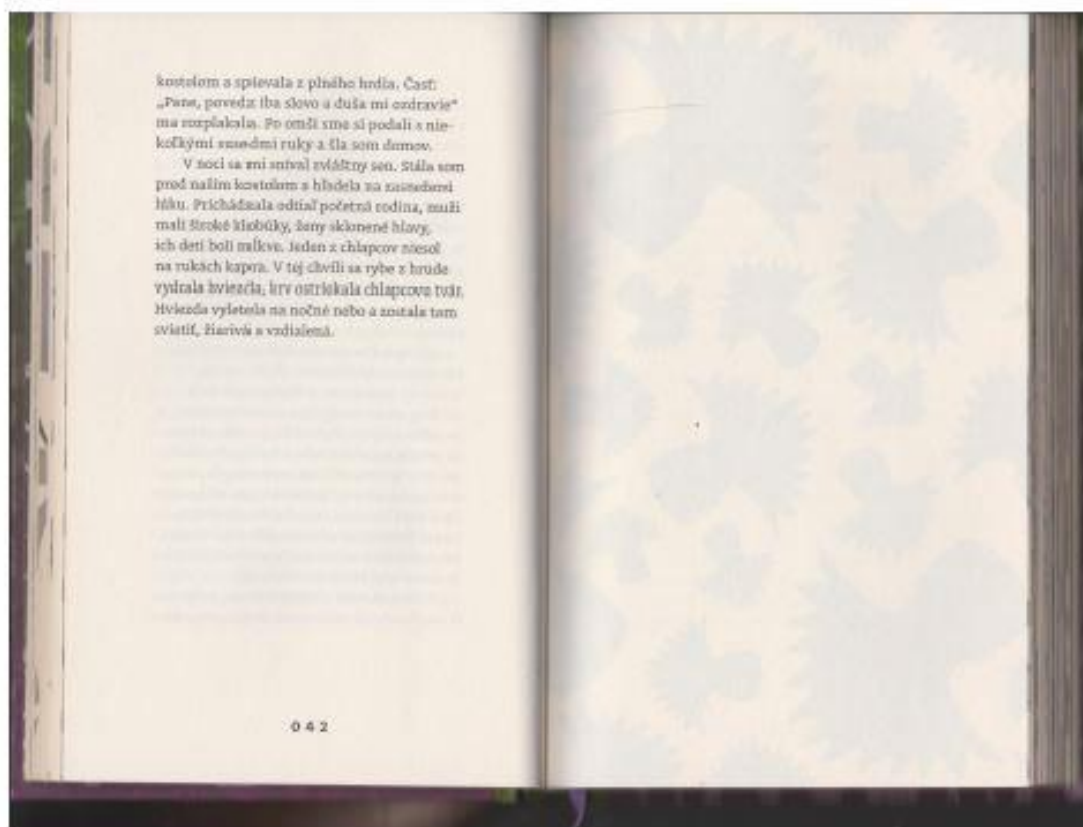 kostolom a spievala z plného hrdla. Časť:
„Pane, povedz iba slovo a duša mi ozdravie“
ma rozplakala. Po omši sme si podali s nie-
koľkými susedmi ruky a šla som domov.
V noci sa mi sníval zvláštny sen. Stála som
pred naším kostolom a hľadela na zasneženú
lúku. Prichádzala odtiaľ početná rodina, muži
mali široké klobúky, ženy sklonené hlavy,
ich deti boli mĺkve. Jeden z chlapcov niesol
na rukách kapra. V tej chvíli sa rybe z hrude
vydrala hviezda, krv ostriekala chlapcovu tvár.
Hviezda vyletela na nočné nebo a zostala tam
svietiť, žiarivá a vzdialená.
042